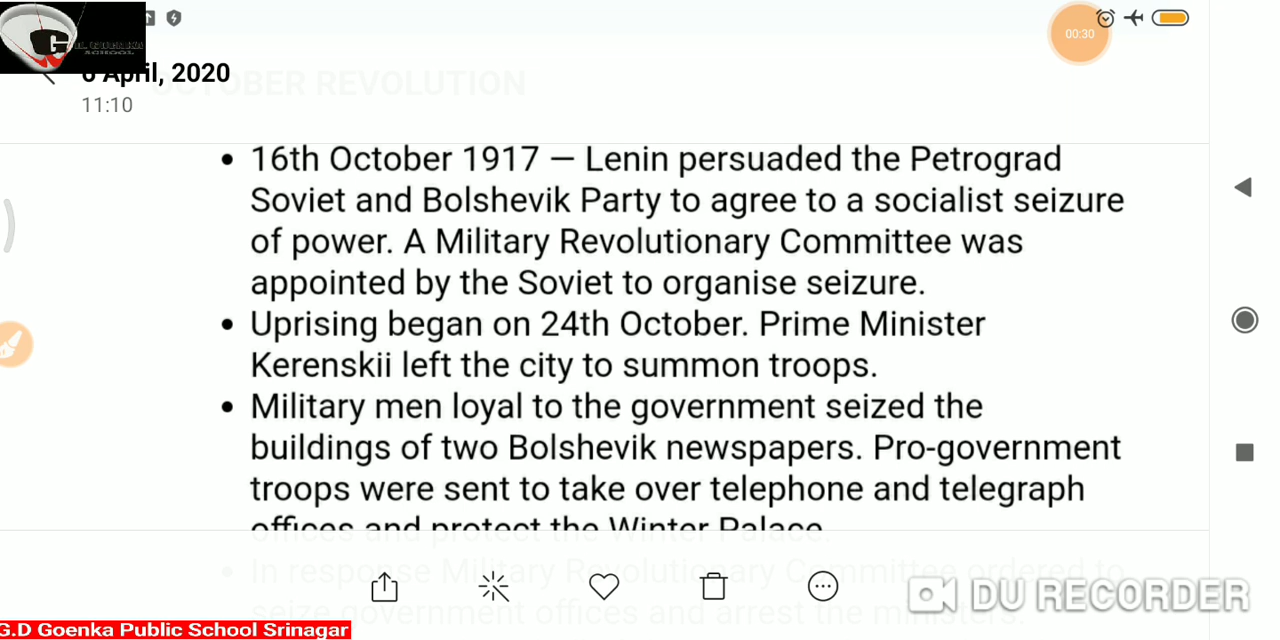 00:30
6 April, 2020
11:10
OCTOBER REVOLUTION
• 16th October 1917 — Lenin persuaded the Petrograd
Soviet and Bolshevik Party to agree to a socialist seizure
of power. A Military Revolutionary Committee was
appointed by the Soviet to organise seizure.
• Uprising began on 24th October. Prime Minister
Kerenskii left the city to summon troops.
• Military men loyal to the government seized the
buildings of two Bolshevik newspapers. Pro-government
troops were sent to take over telephone and telegraph
offices and protect the Winter Palace.
• In response Military Revolutionary Committee ordered to
seize government offices and arrest the ministers.
DU RECORDER
G.D Goenka Public School Srinagar